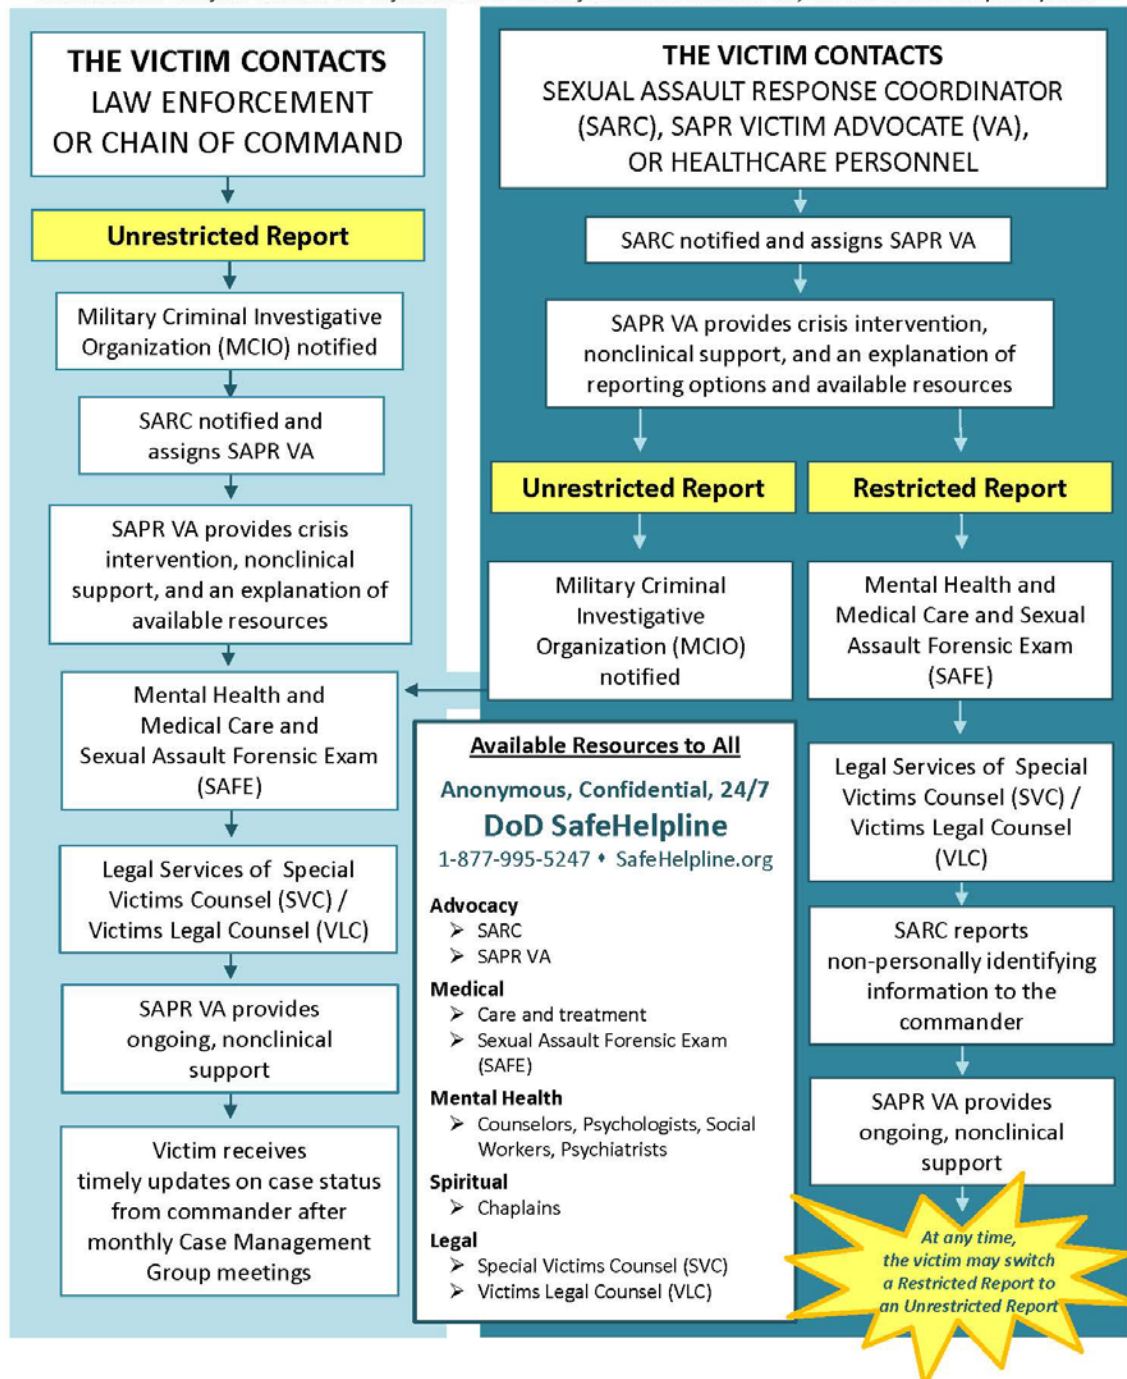 THE VICTIM CONTACTS
LAW ENFORCEMENT
OR CHAIN OF COMMAND
Unrestricted Report
Military Criminal Investigative
Organization (MCIO) notified
SARC notified and
assigns SAPR VA
SAPR VA provides crisis
intervention, nonclinical
support, and an explanation of
available resources
Mental Health and
Medical Care and
Sexual Assault Forensic Exam
(SAFE)
Legal Services of Special
Victims Counsel (SVC) /
Victims Legal Counsel (VLC)
SAPR VA provides
ongoing, nonclinical
support
Victim receives
timely updates on case status
from commander after
monthly Case Management
Group meetings
THE VICTIM CONTACTS
SEXUAL ASSAULT RESPONSE COORDINATOR
(SARC), SAPR VICTIM ADVOCATE (VA),
OR HEALTHCARE PERSONNEL
SARC notified and assigns SAPR VA
SAPR VA provides crisis intervention,
nonclinical support, and an explanation of
reporting options and available resources
Unrestricted Report
Military Criminal
Investigative
Organization (MCIO)
notified
Restricted Report
Mental Health and
Medical Care and Sexual
Assault Forensic Exam
(SAFE)
Legal Services of Special
Victims Counsel (SVC) /
Victims Legal Counsel
(VLC)
SARC reports
non-personally identifying
information to the
commander
SAPR VA provides
ongoing, nonclinical
support
At any time,
the victim may switch
a Restricted Report to
an Unrestricted Report
Available Resources to All
Anonymous, Confidential, 24/7
DoD SafeHelpline
1-877-995-5247 • SafeHelpline.org
Advocacy
➢ SARC
➢ SAPR VA
Medical
➢ Care and treatment
➢ Sexual Assault Forensic Exam
(SAFE)
Mental Health
➢ Counselors, Psychologists, Social
Workers, Psychiatrists
Spiritual
➢ Chaplains
Legal
➢ Special Victims Counsel (SVC)
➢ Victims Legal Counsel (VLC)